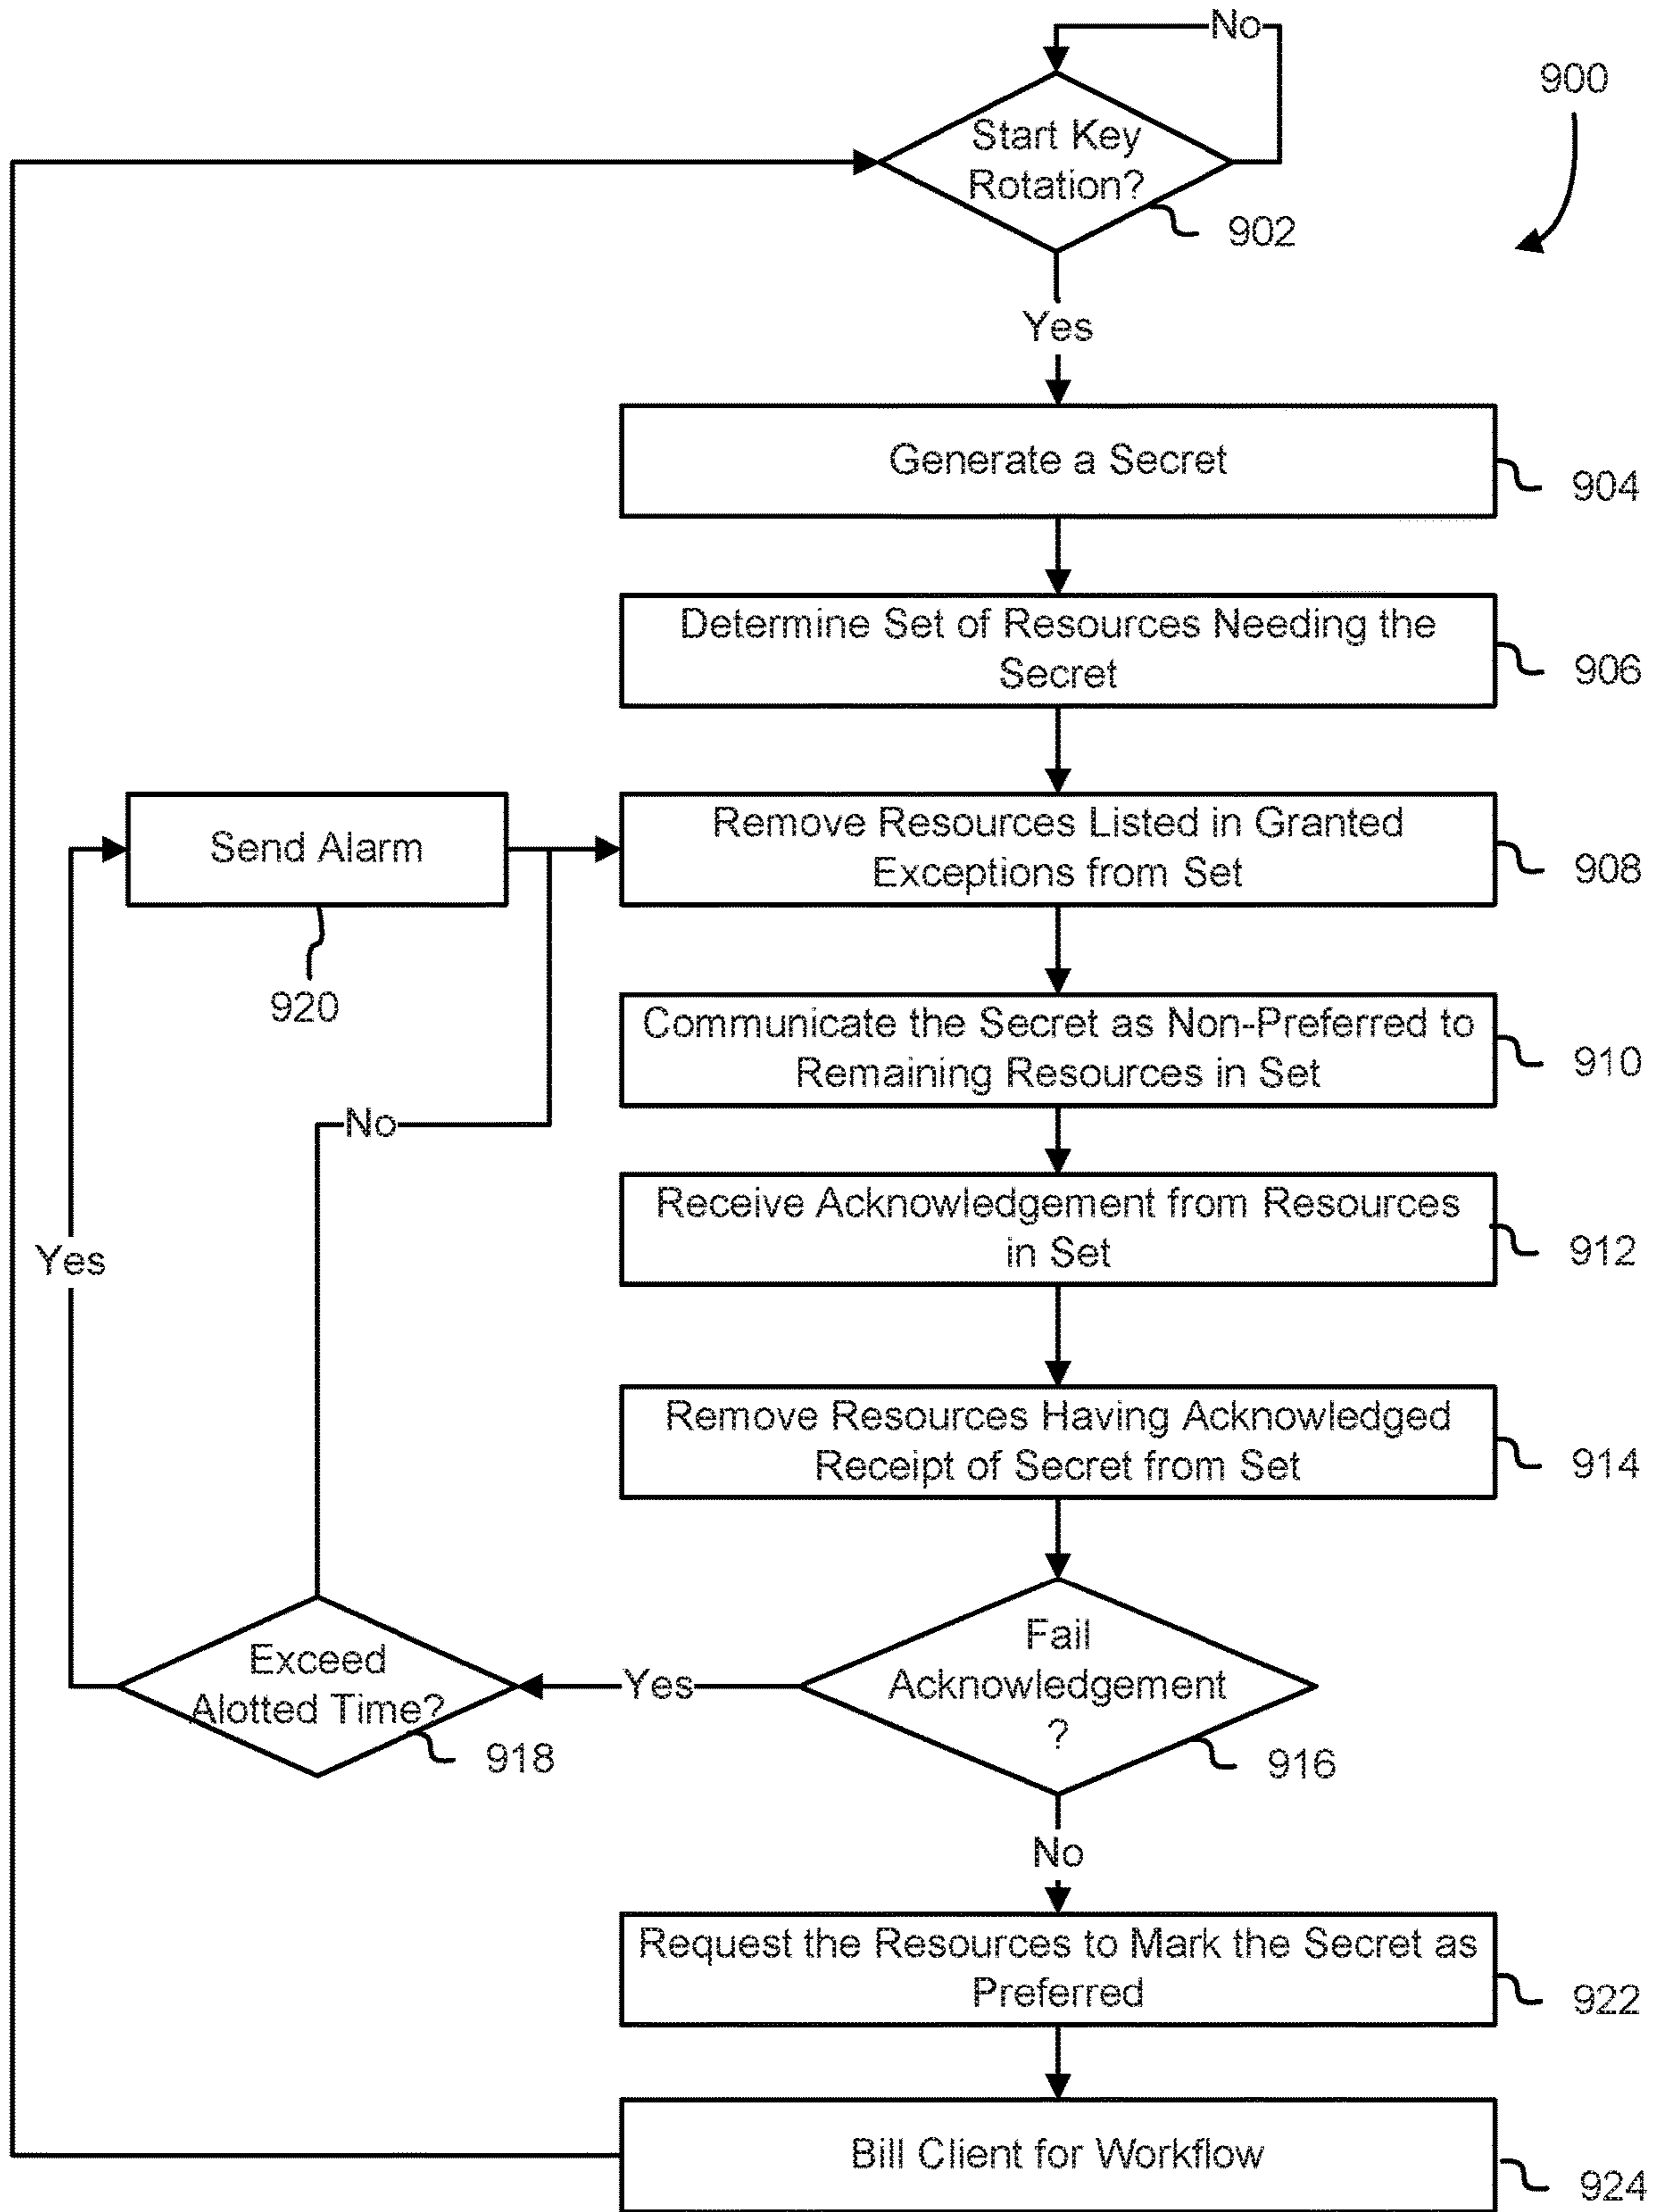 No
900
Start Key
Rotation?
902
Yes
Generate a Secret
904
Determine Set of Resources Needing the
Secret
906
Send Alarm
920
Remove Resources Listed in Granted
Exceptions from Set
908
Communicate the Secret as Non-Preferred to
Remaining Resources in Set
910
No
Receive Acknowledgement from Resources
in Set
912
Yes
Remove Resources Having Acknowledged
Receipt of Secret from Set
914
Fail
Acknowledgement
?
916
Yes
Exceed
Alotted Time?
918
No
Request the Resources to Mark the Secret as
Preferred
922
Bill Client for Workflow
924